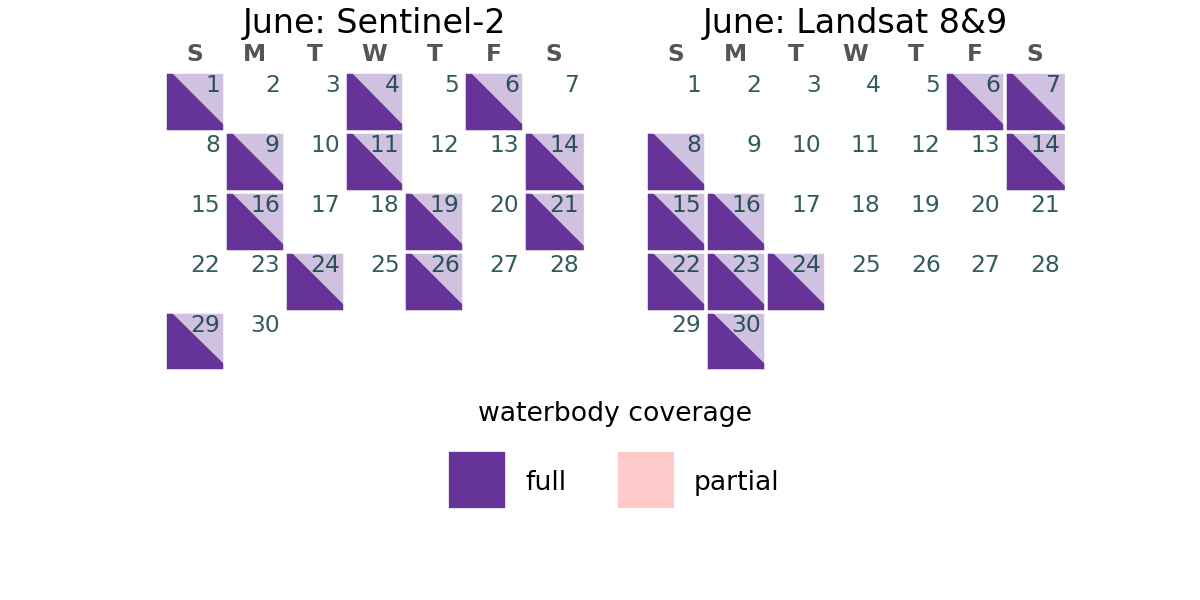 June: Sentinel-2
S M T W T F S
1 2 3 4 5 6 7
8 9 10 11 12 13 14
15 16 17 18 19 20 21
22 23 24 25 26 27 28
29 30
June: Landsat 8&9
S M T W T F S
1 2 3 4 5 6 7
8 9 10 11 12 13 14
15 16 17 18 19 20 21
22 23 24 25 26 27 28
29 30
waterbody coverage
full partial